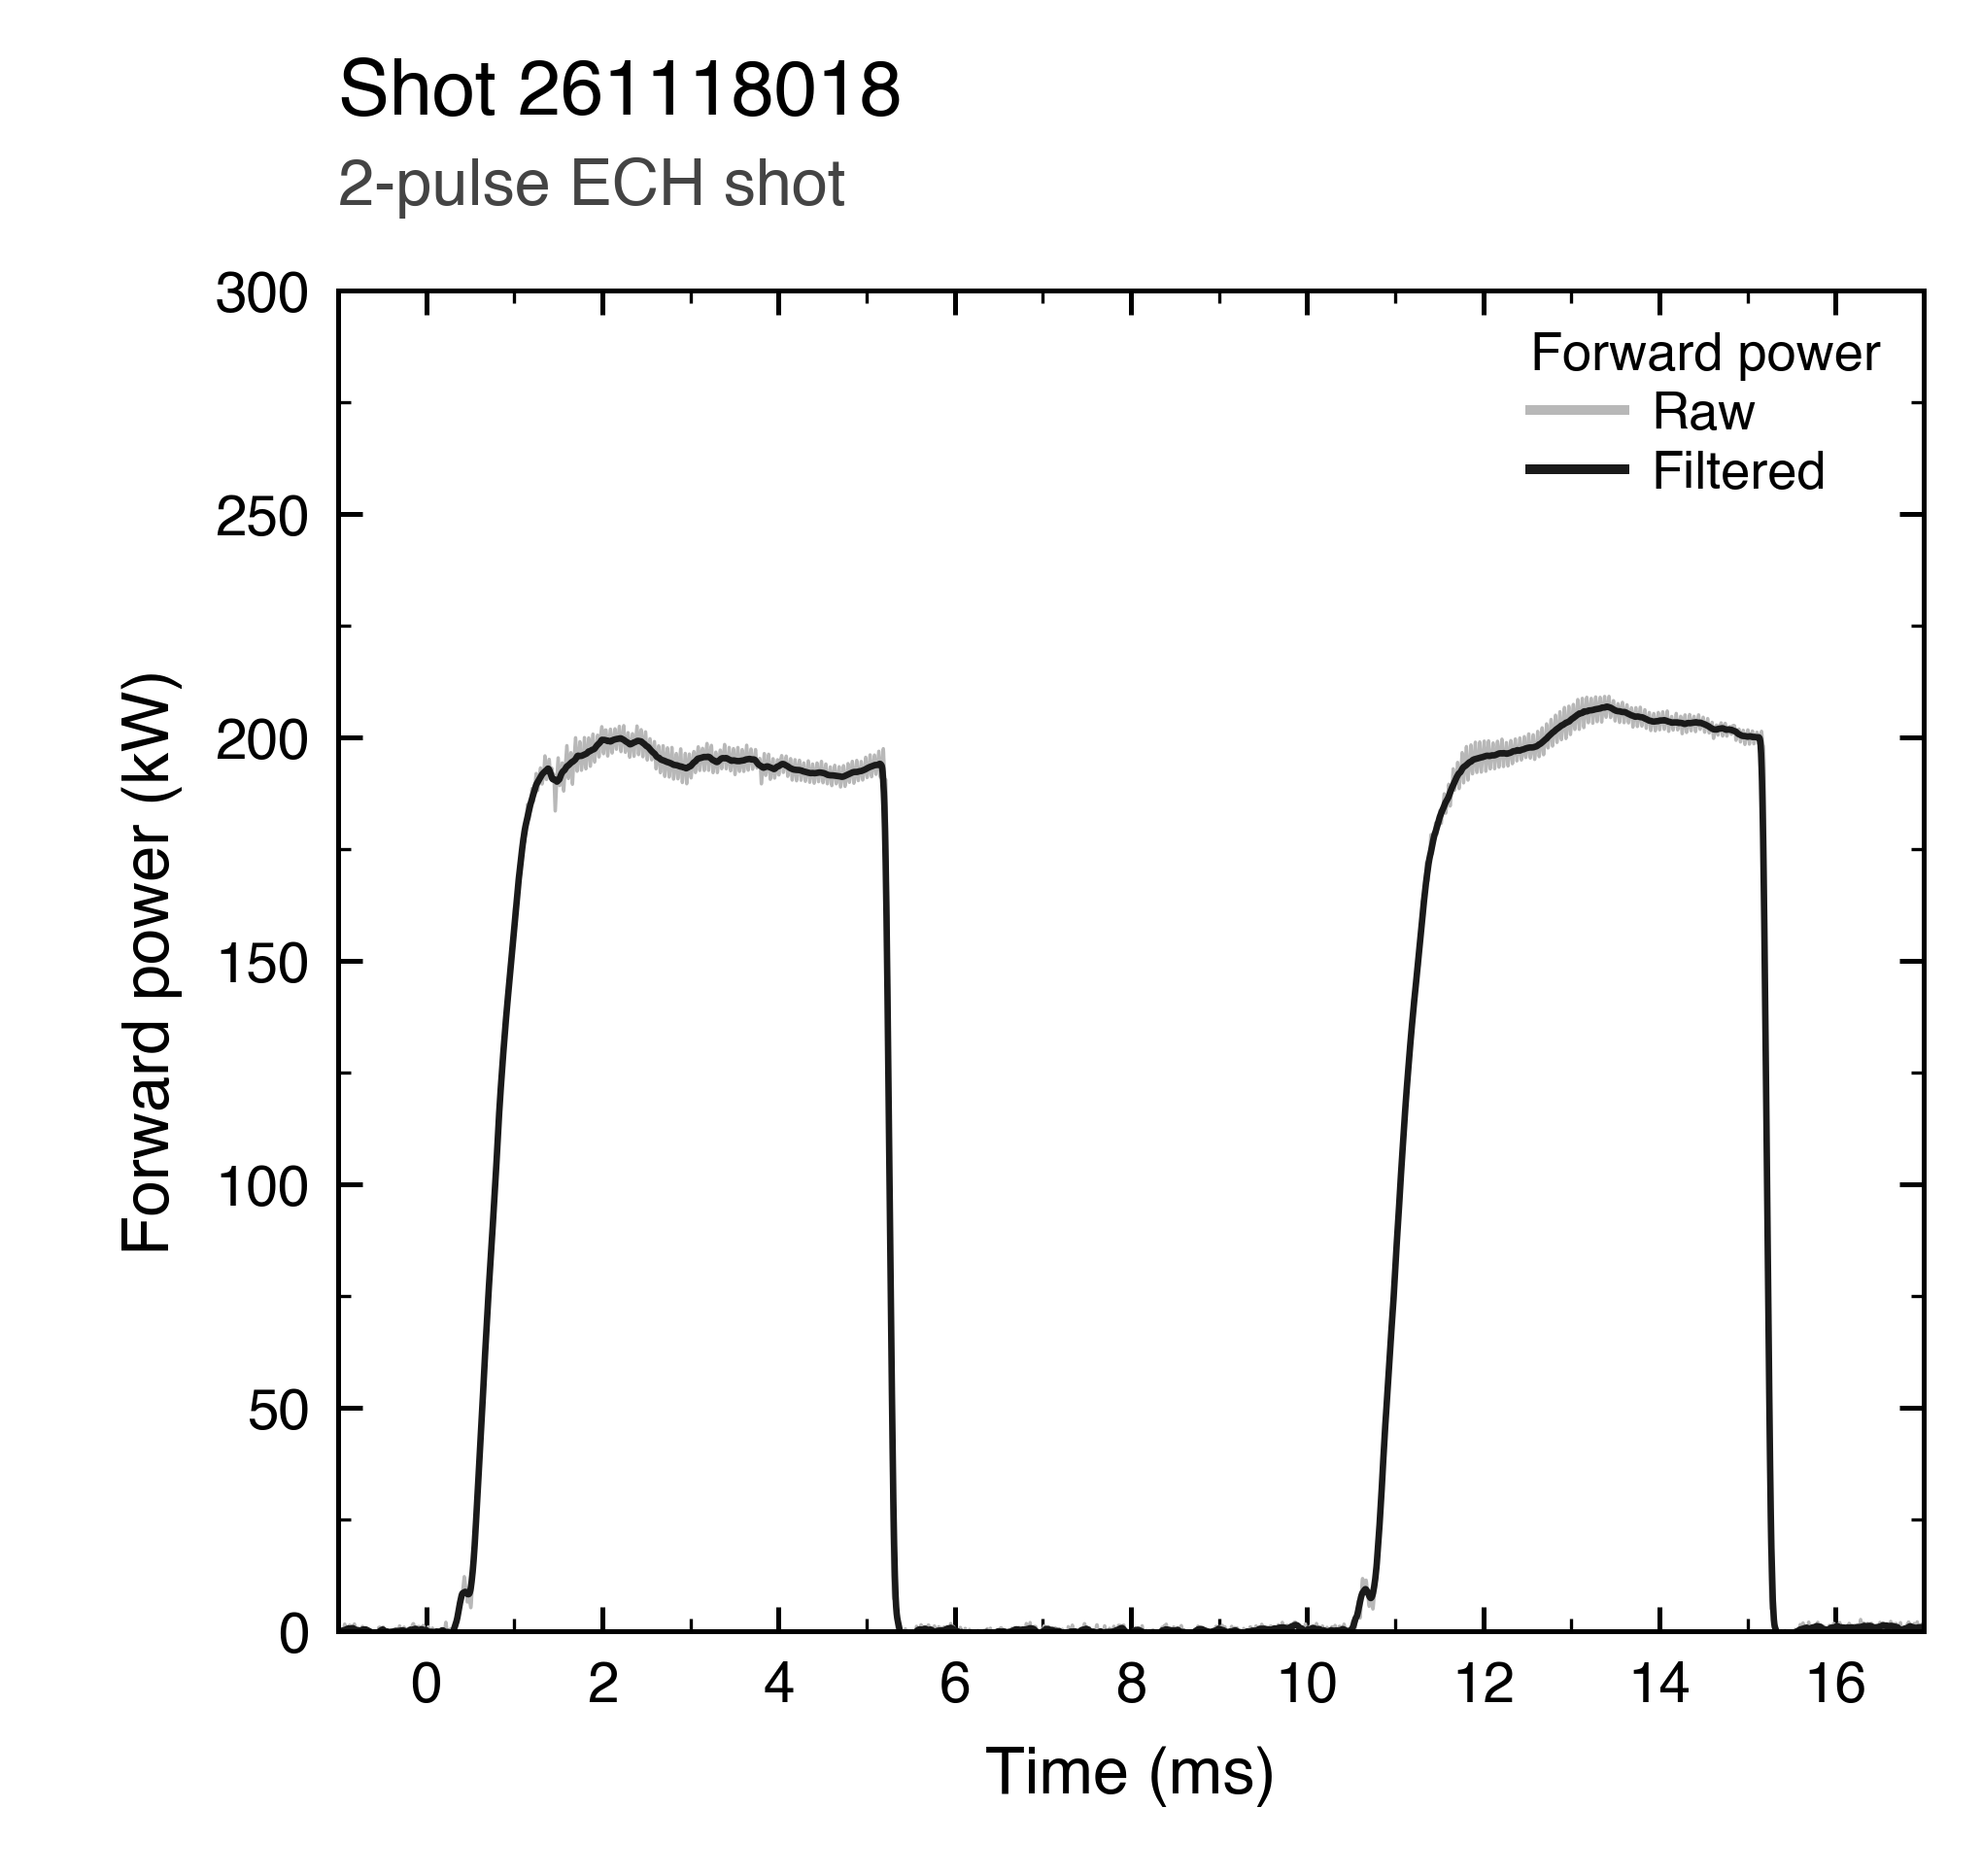 Shot 261118018
2-pulse ECH shot
Forward power
Raw
Filtered
300
250
200
150
100
50
0
Forward power (kW)
0 2 4 6 8 10 12 14 16
Time (ms)